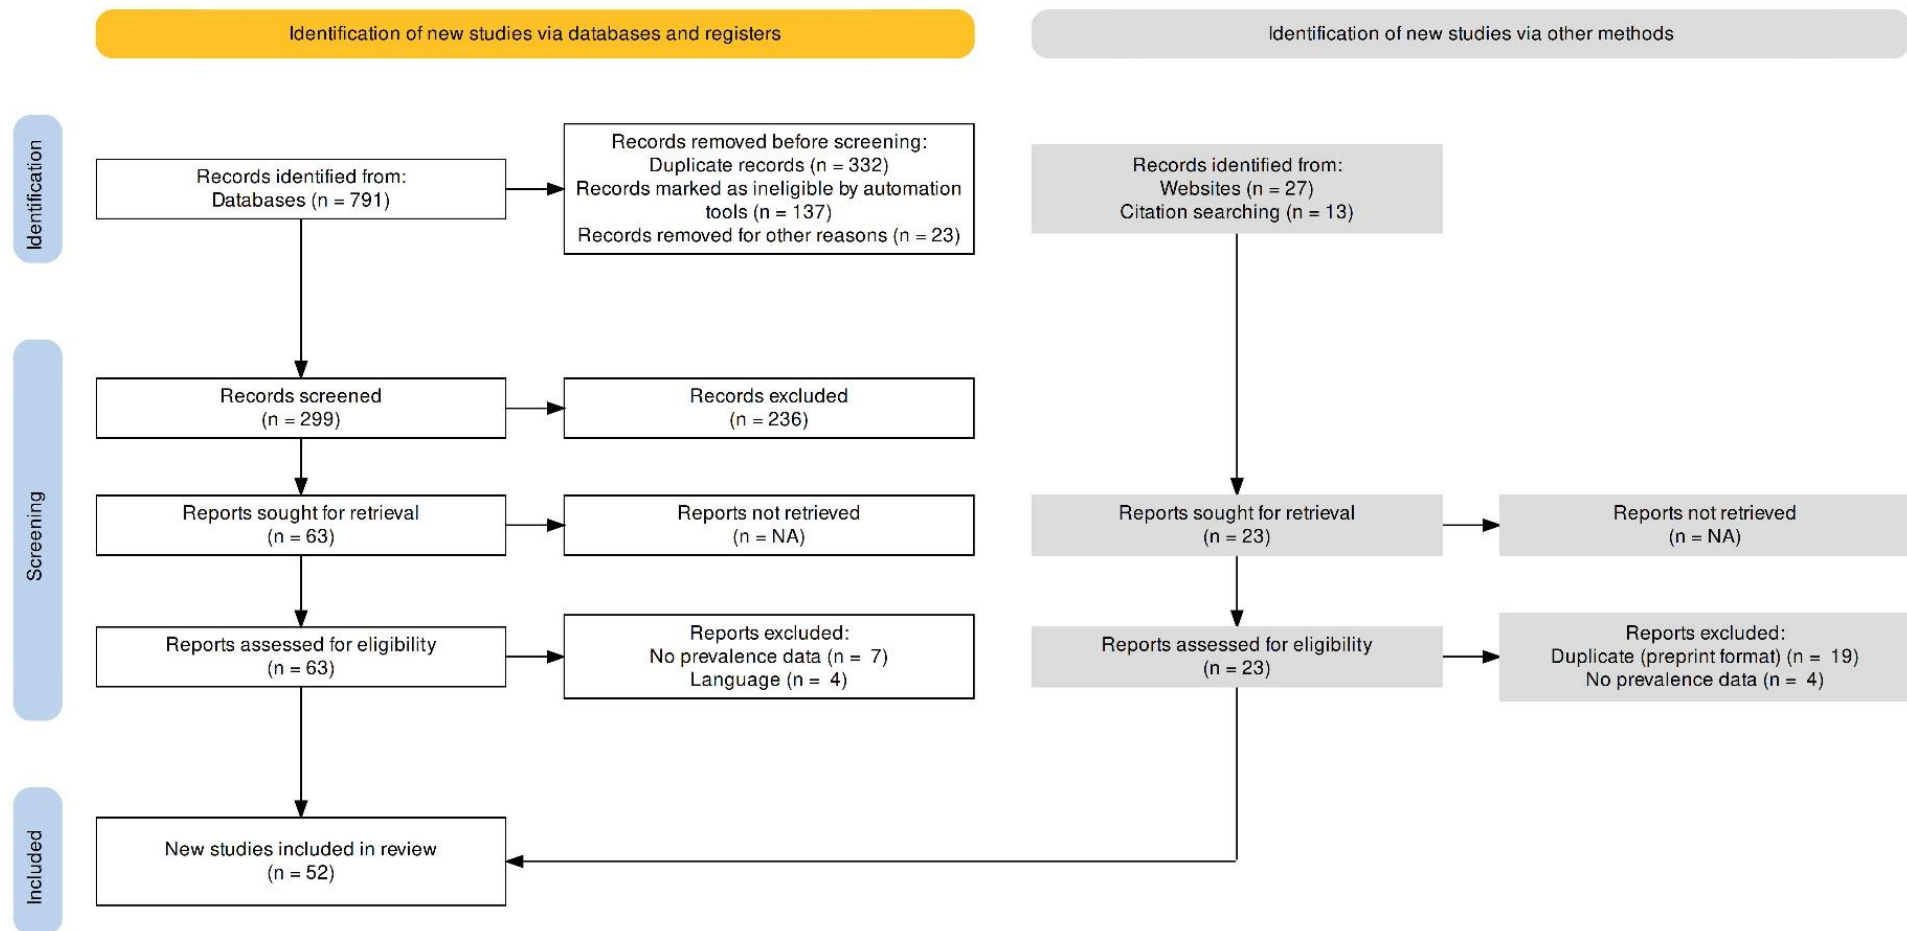 Identification of new studies via databases and registers
Identification of new studies via other methods
Identification
Records identified from:
Databases (n = 791)
Records removed before screening:
Duplicate records (n = 332)
Records marked as ineligible by automation
tools (n = 137)
Records removed for other reasons (n = 23)
Records identified from:
Websites (n = 27)
Citation searching (n = 13)
Screening
Records screened
(n = 299)
Records excluded
(n = 236)
Reports sought for retrieval
(n = 63)
Reports not retrieved
(n = NA)
Reports sought for retrieval
(n = 23)
Reports not retrieved
(n = NA)
Reports assessed for eligibility
(n = 63)
Reports excluded:
No prevalence data (n = 7)
Language (n = 4)
Reports assessed for eligibility
(n = 23)
Reports excluded:
Duplicate (preprint format) (n = 19)
No prevalence data (n = 4)
Included
New studies included in review
(n = 52)